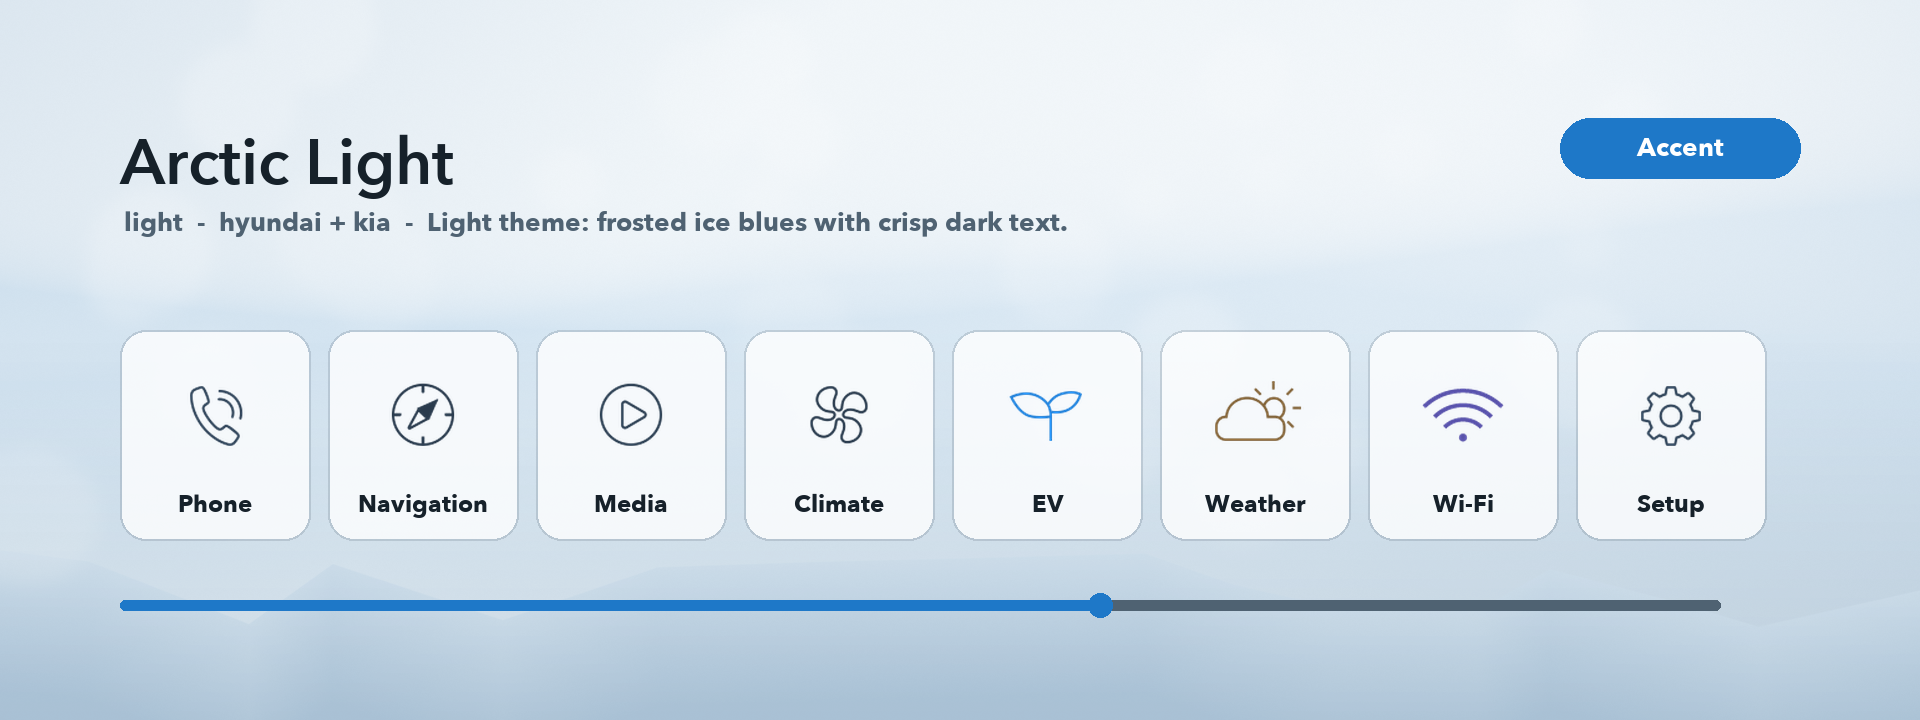 Arctic Light
Accent
light - hyundai + kia - Light theme: frosted ice blues with crisp dark text.
Phone
Navigation
Media
Climate
EV
Weather
Wi-Fi
Setup